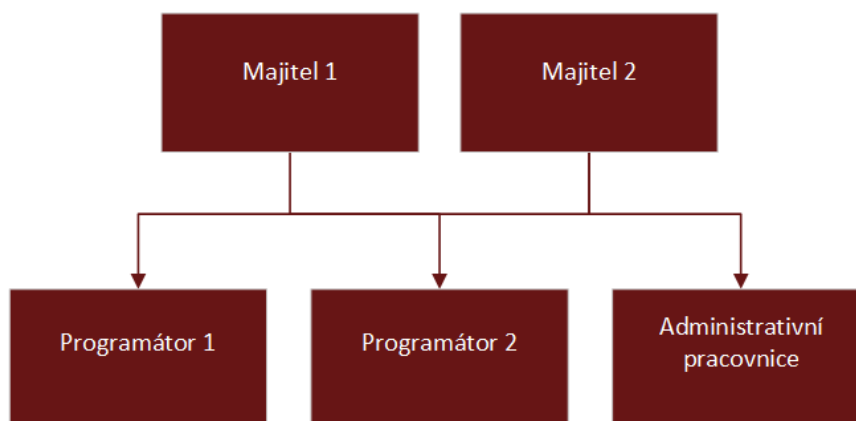 Majitel 1
Majitel 2
Programátor 1
Programátor 2
Administrativní
pracovnice